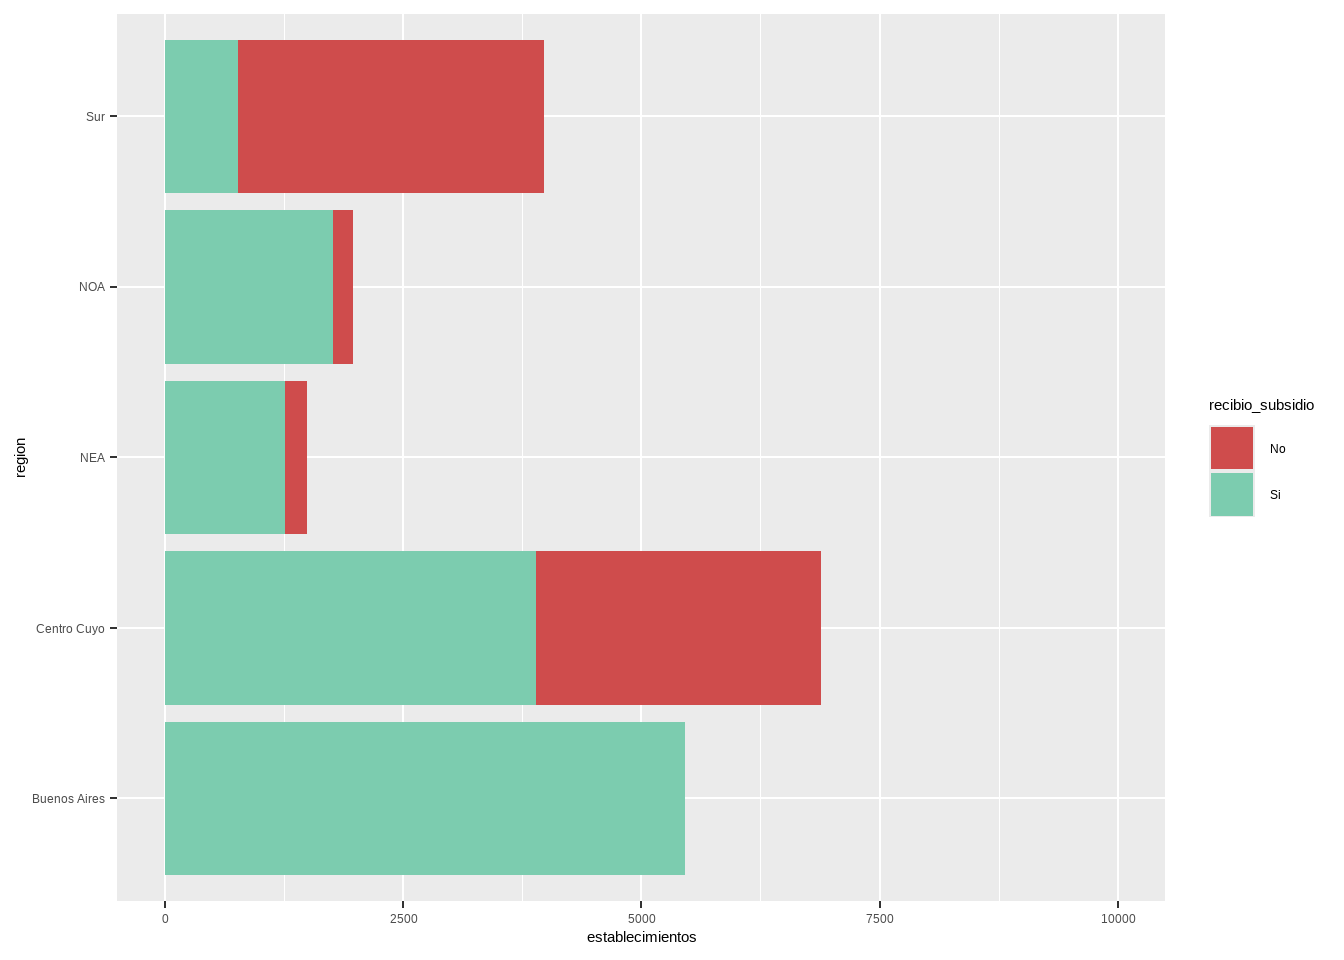 Sur
NOA
NEA
Centro Cuyo
Buenos Aires
region
0 2500 5000 7500 10000
establecimientos
recibio_subsidio
No
Si